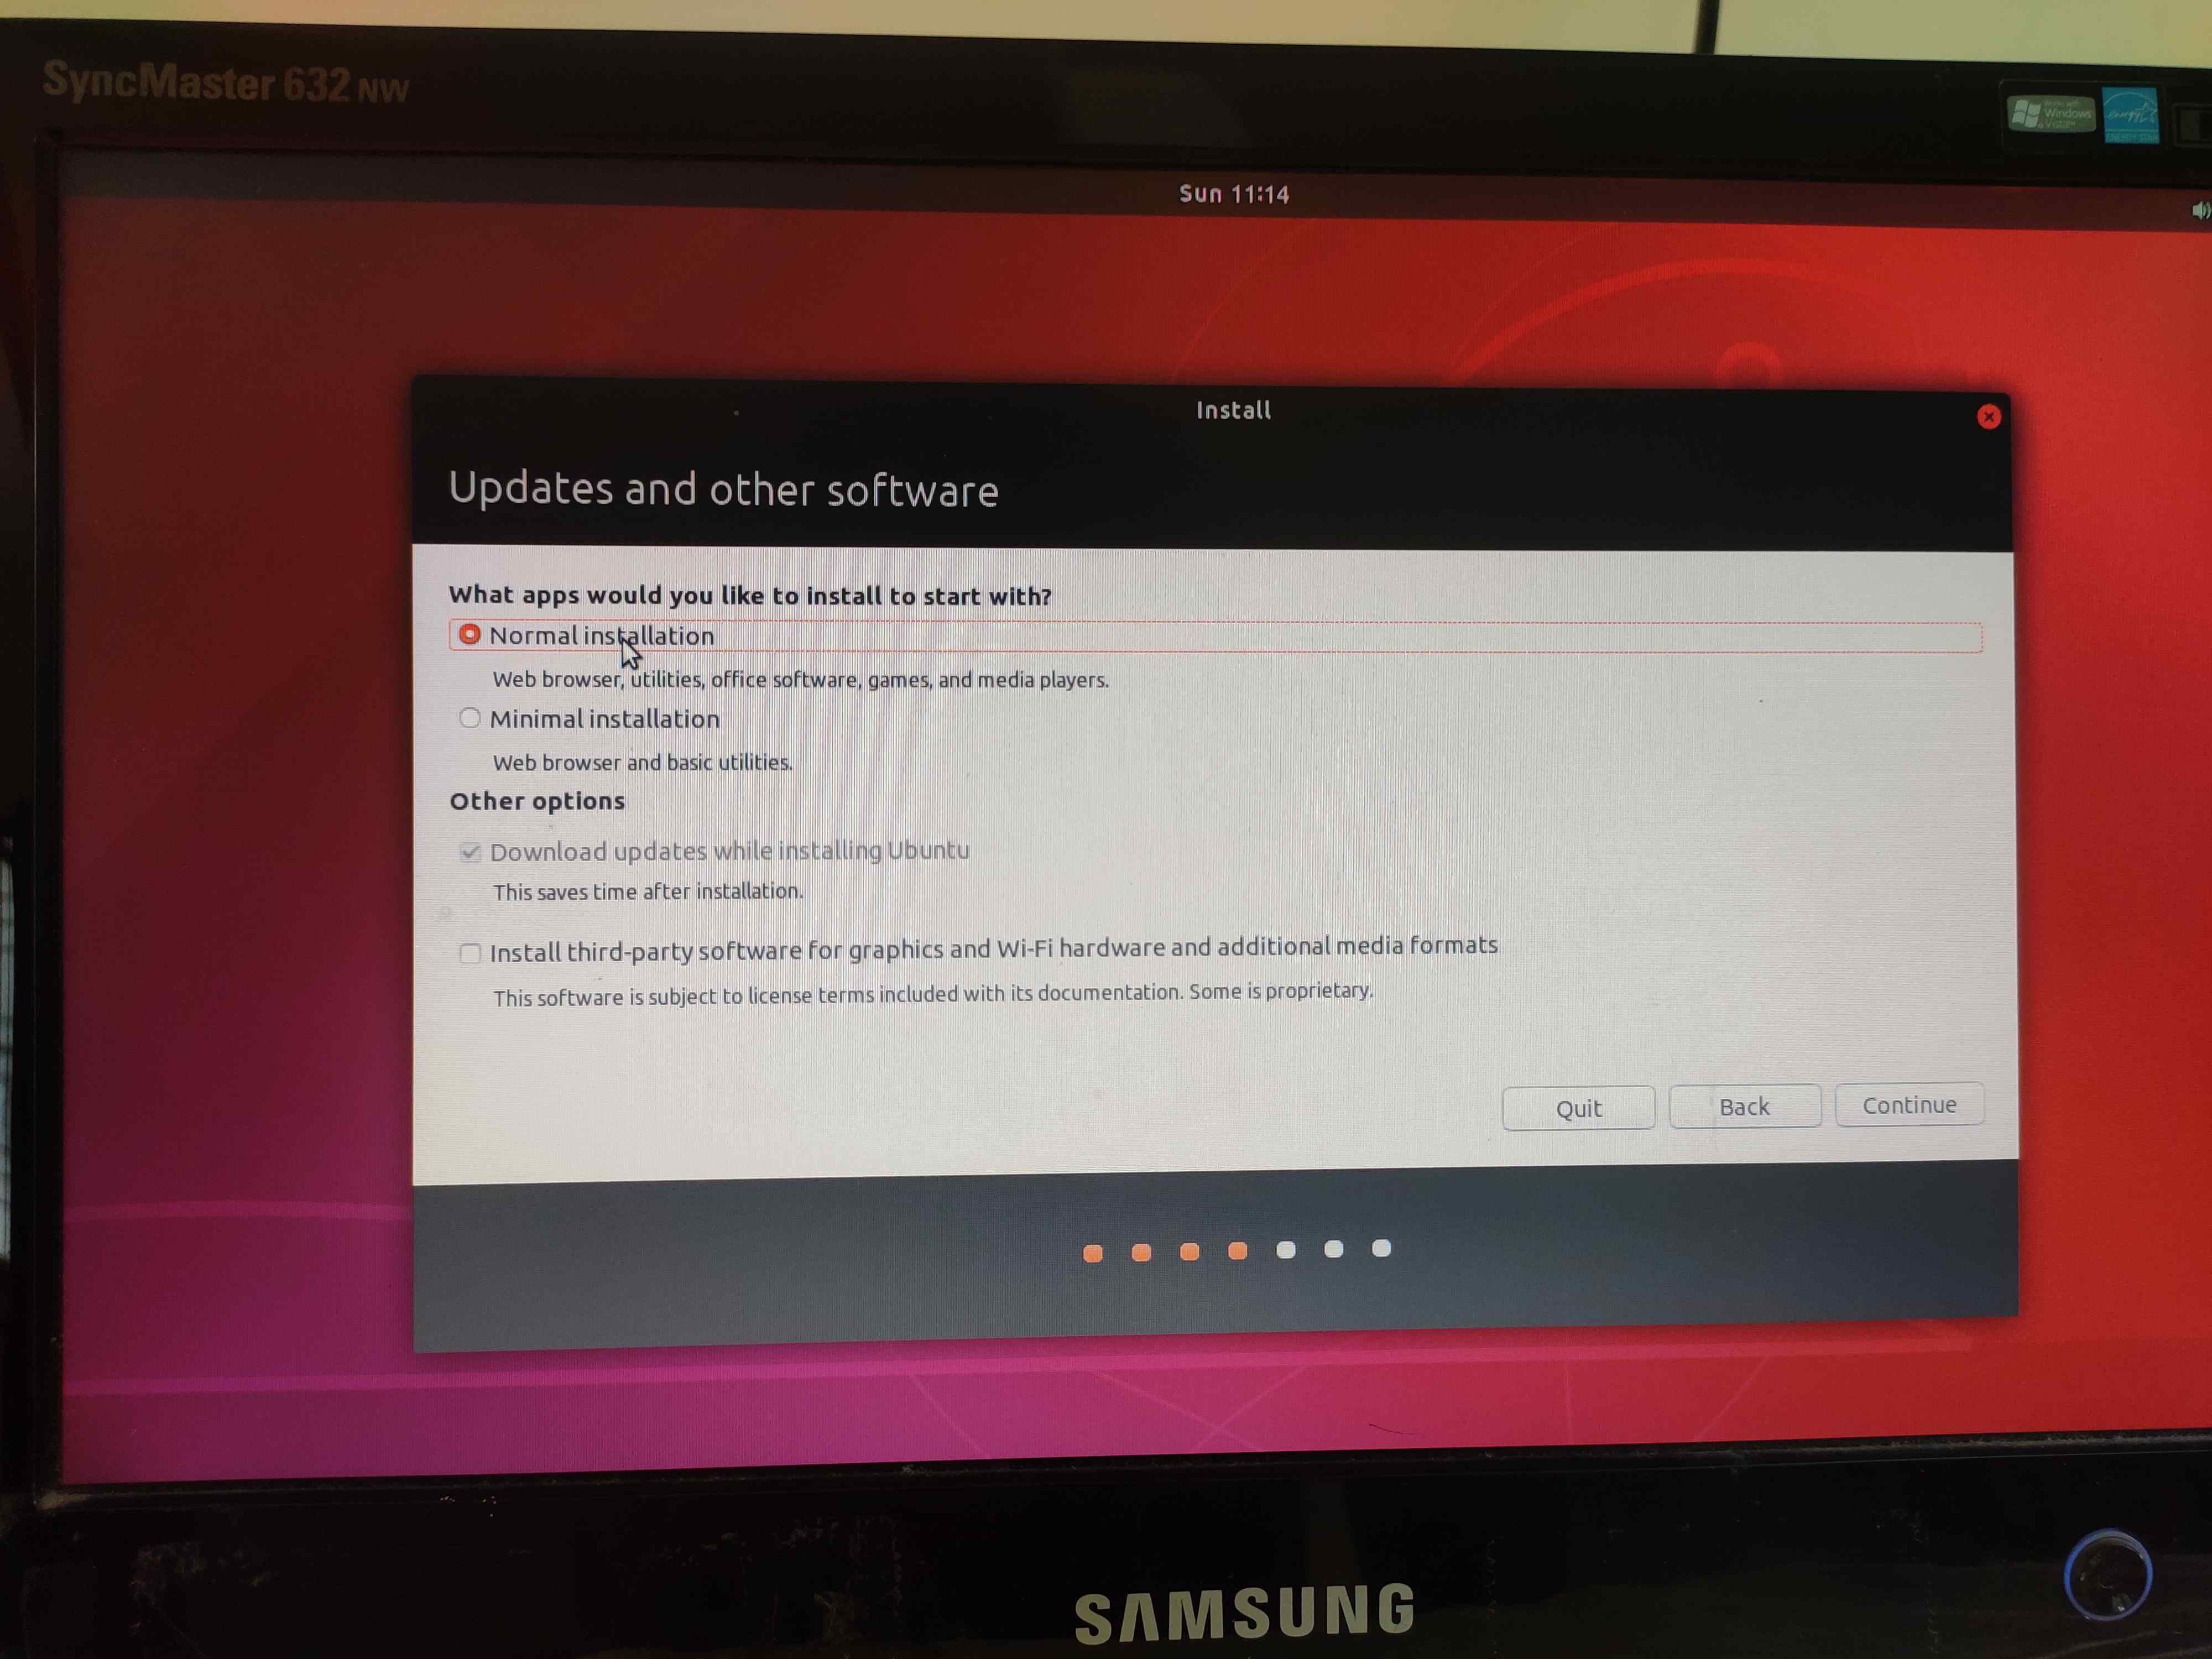 SyncMaster 632 NW
Windows
Vista
ENERGY STAR
Sun 11:14
Install
Updates and other software
What apps would you like to install to start with?
Normal installation
Web browser, utilities, office software, games, and media players.
Minimal installation
Web browser and basic utilities.
Other options
Download updates while installing Ubuntu
This saves time after installation.
Install third-party software for graphics and Wi-Fi hardware and additional media formats
This software is subject to license terms included with its documentation. Some is proprietary.
Quit Back Continue
SAMSUNG